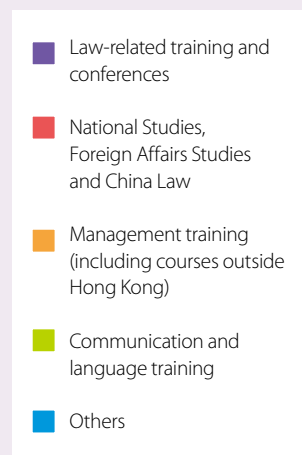 Law-related training and
conferences
National Studies,
Foreign Affairs Studies
and China Law
Management training
(including courses outside
Hong Kong)
Communication and
language training
Others